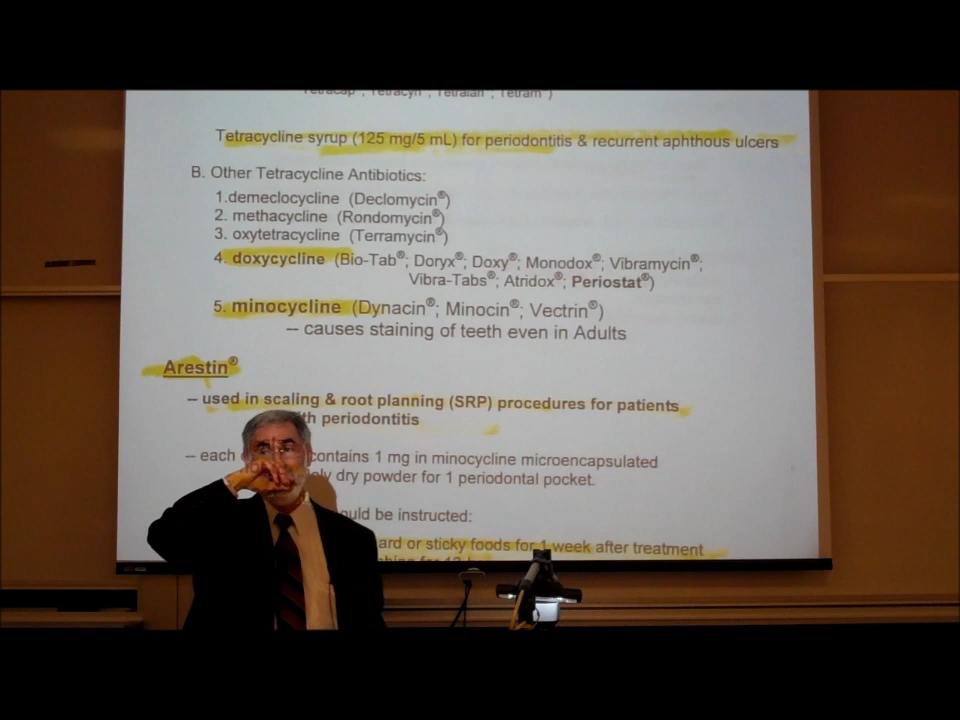 Tetracap®, Tetracyn®, Tetralan®, Tetram®)
Tetracycline syrup (125 mg/5 mL) for periodontitis & recurrent aphthous ulcers
B. Other Tetracycline Antibiotics:
1.demeclocycline (Declomycin®)
2. methacycline (Rondomycin®)
3. oxytetracycline (Terramycin®)
4. doxycycline (Bio-Tab®; Doryx®; Doxy®; Monodox®; Vibramycin®;
Vibra-Tabs®; Atridox®; Periostat®)
5. minocycline (Dynacin®; Minocin®; Vectrin®)
– causes staining of teeth even in Adults
Arestin®
– used in scaling & root planning (SRP) procedures for patients
periodontitis
– each contains 1 mg in minocycline microencapsulated
dry powder for 1 periodontal pocket.
be instructed:
or sticky foods for 1 week after treatment